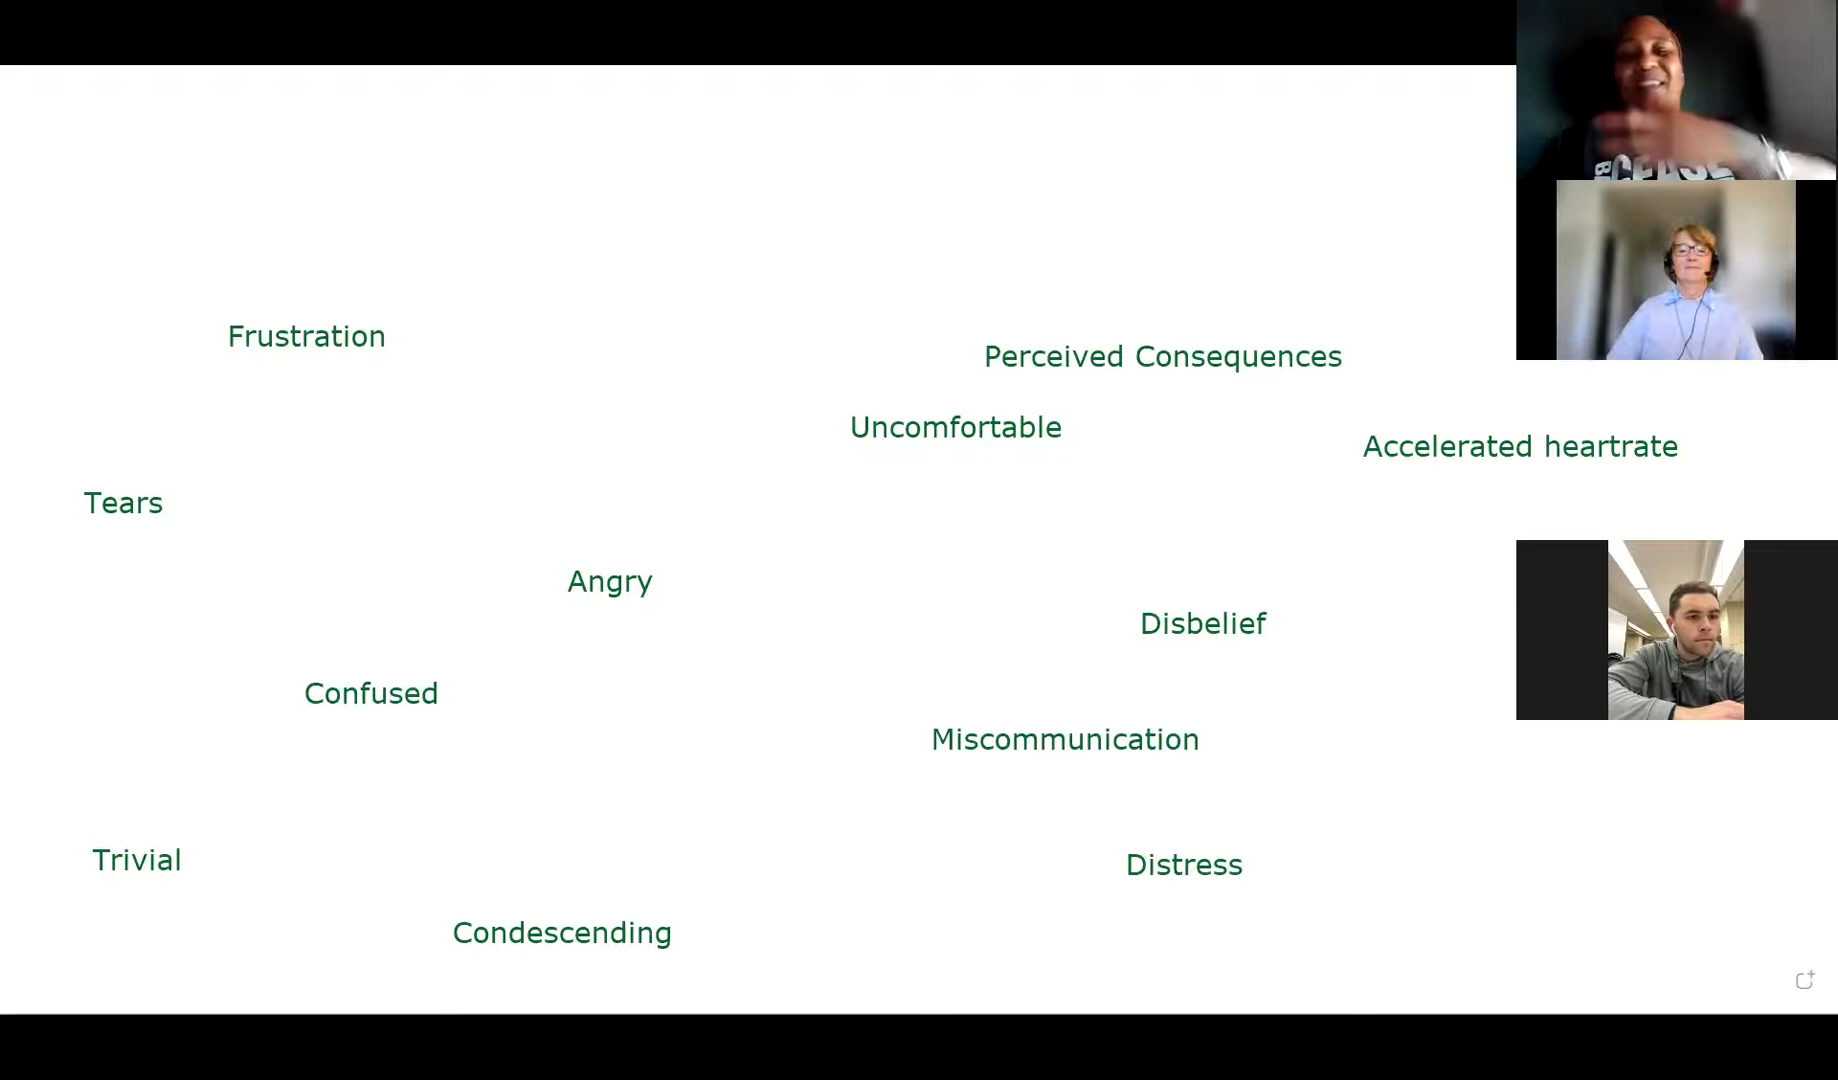 Frustration
Perceived Consequences
Uncomfortable
Accelerated heartrate
Tears
Angry
Disbelief
Confused
Miscommunication
Trivial
Distress
Condescending